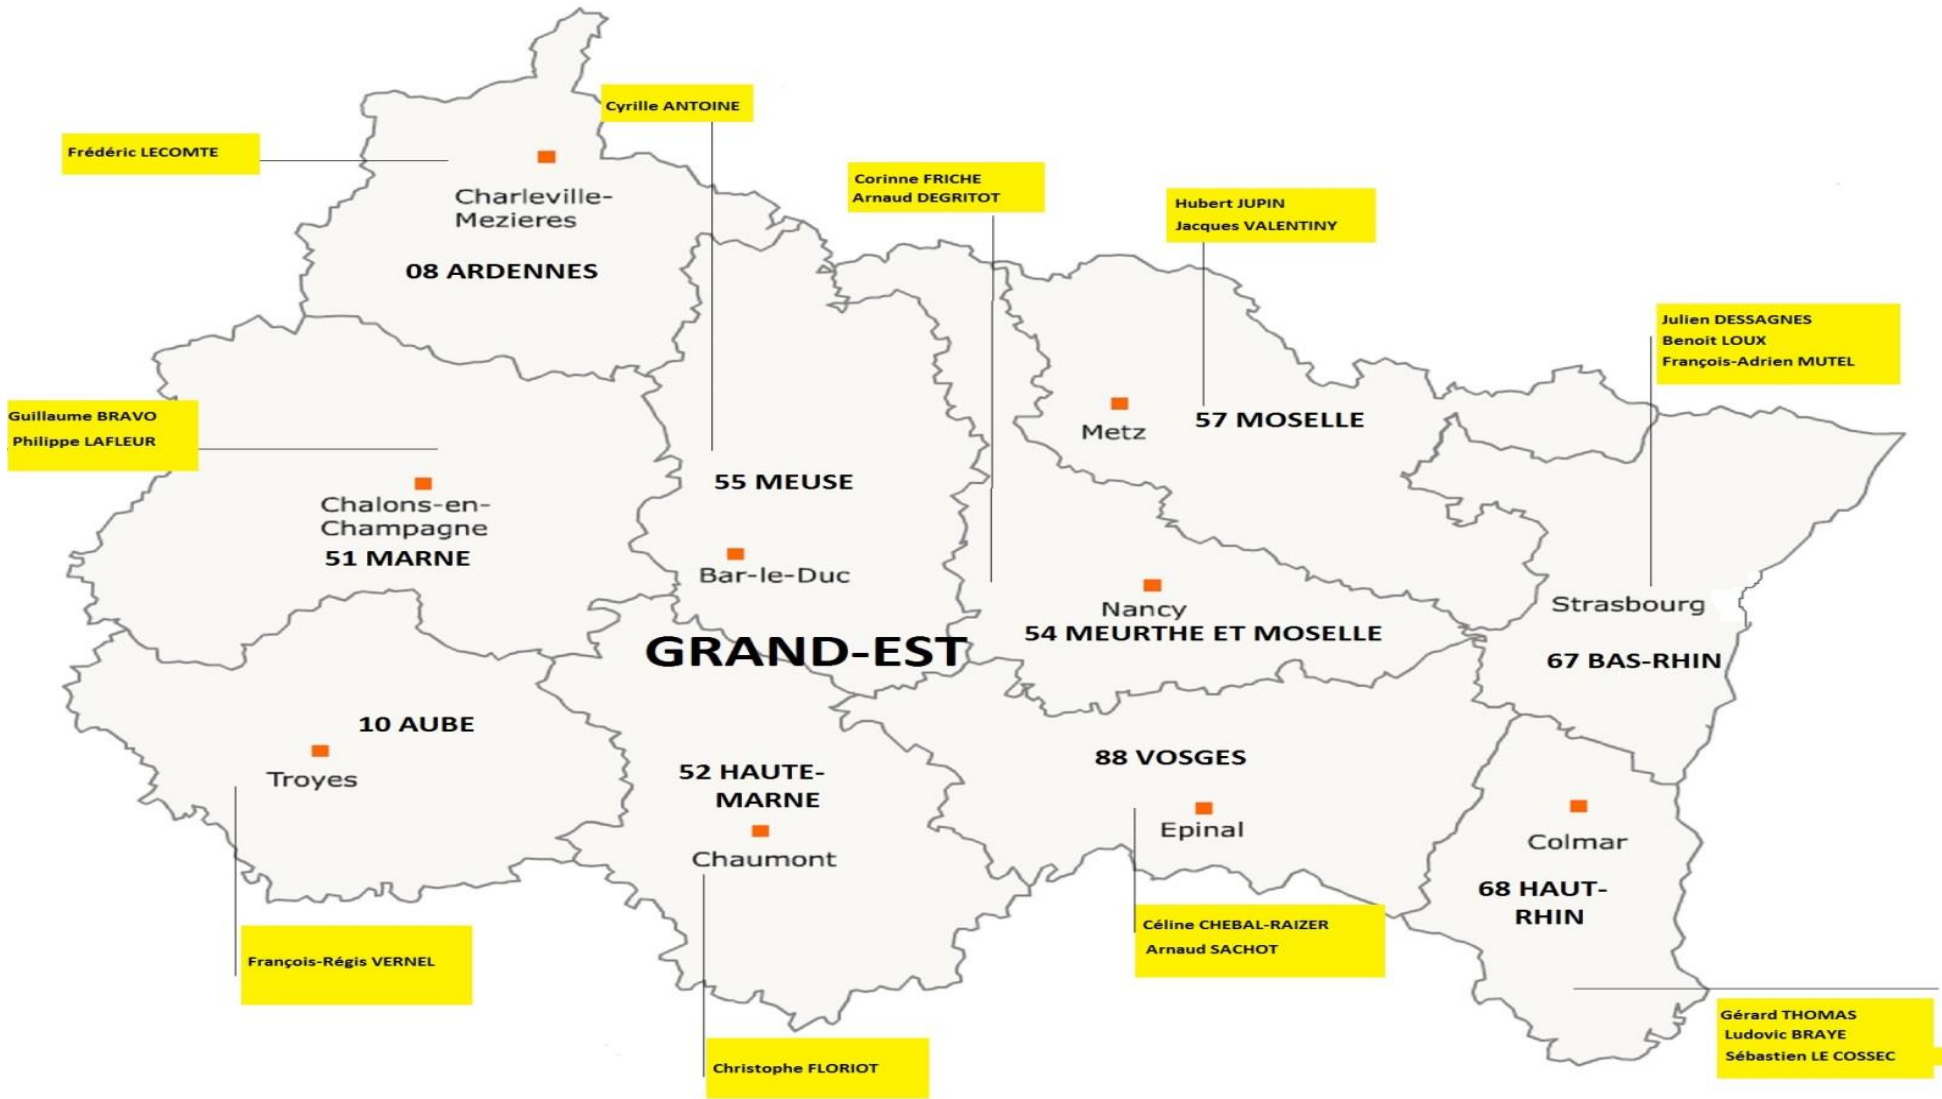 Cyrille ANTOINE
Frédéric LECOMTE
Corinne FRICHE
Arnaud DEGRITOT
Charleville-
Mezieres
Hubert JUPIN
Jacques VALENTINY
08 ARDENNES
Julien DESSAGNES
Benoit LOUX
François-Adrien MUTEL
Guillaume BRAVO
Philippe LAFLEUR
Metz
57 MOSELLE
55 MEUSE
Chalons-en-
Champagne
51 MARNE
Bar-le-Duc
Nancy
54 MEURTHE ET MOSELLE
Strasbourg
67 BAS-RHIN
GRAND-EST
10 AUBE
Troyes
52 HAUTE-
MARNE
Chaumont
88 VOSGES
Epinal
Colmar
68 HAUT-
RHIN
François-Régis VERNEL
Céline CHEBAL-RAIZER
Arnaud SACHOT
Christophe FLORIOT
Gérard THOMAS
Ludovic BRAYE
Sébastien LE COSSEC